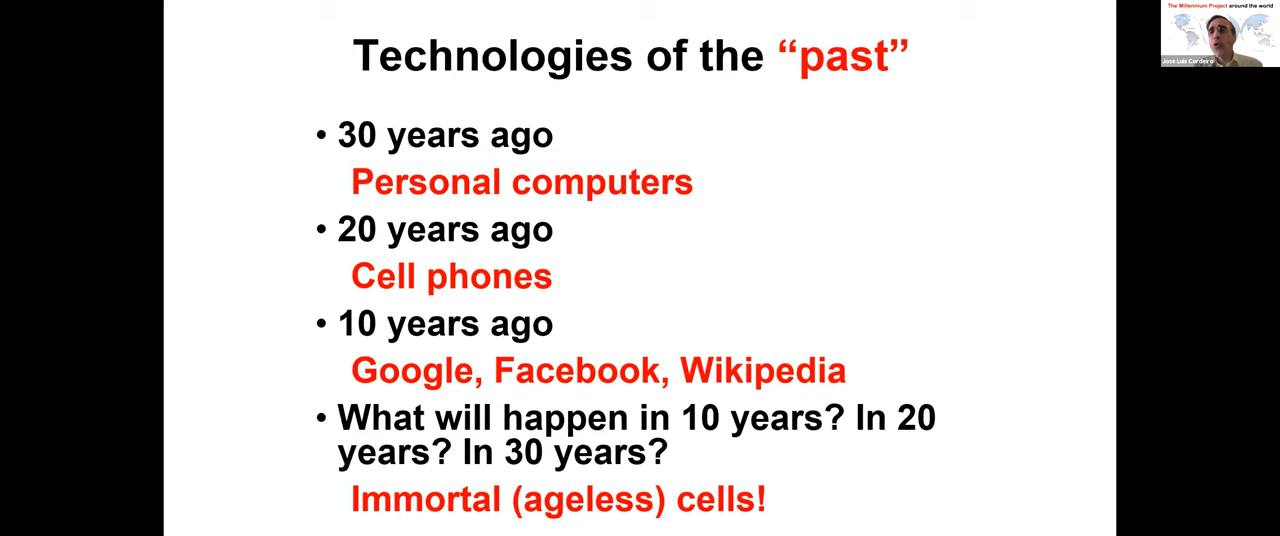 Technologies of the “past”
• 30 years ago
Personal computers
• 20 years ago
Cell phones
• 10 years ago
Google, Facebook, Wikipedia
• What will happen in 10 years? In 20
years? In 30 years?
Immortal (ageless) cells!
The Millennium Project around the world
Jose Luis Cordeiro